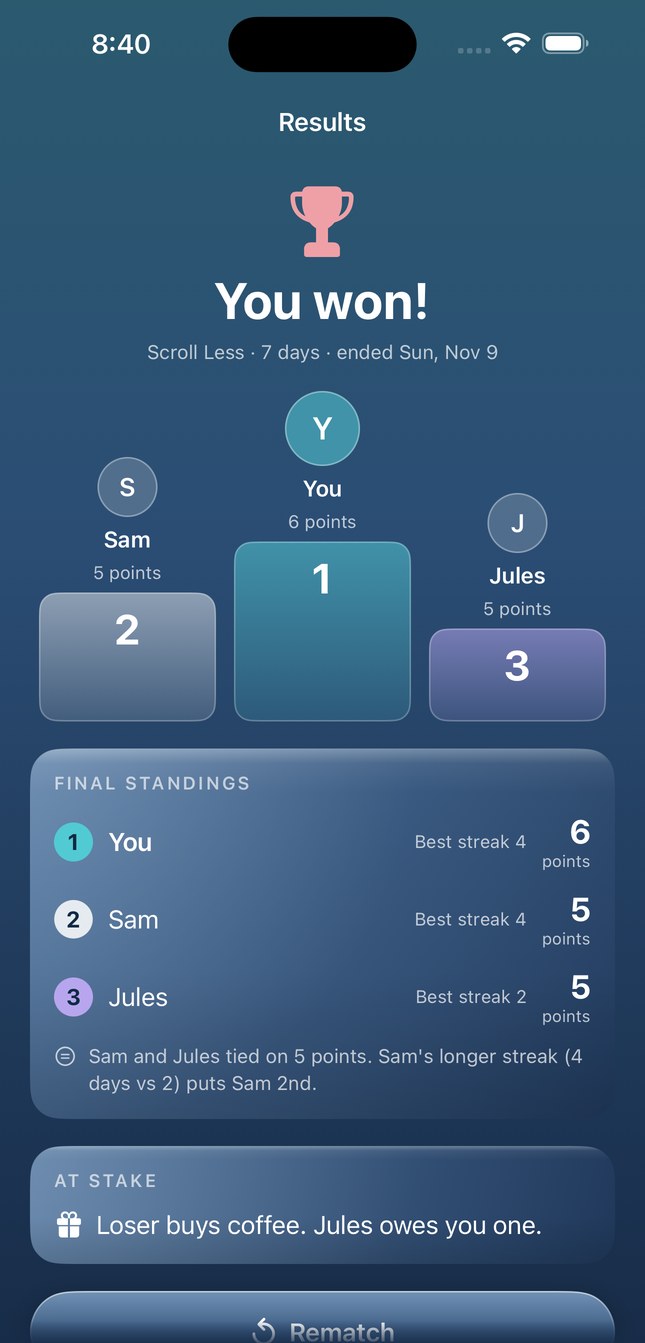 8:40
Results
You won!
Scroll Less · 7 days · ended Sun, Nov 9
Y
You
6 points
S
Sam
5 points
J
Jules
5 points
1
2
3
FINAL STANDINGS
1 You Best streak 4 6 points
2 Sam Best streak 4 5 points
3 Jules Best streak 2 5 points
Sam and Jules tied on 5 points. Sam's longer streak (4
days vs 2) puts Sam 2nd.
AT STAKE
Loser buys coffee. Jules owes you one.
Rematch